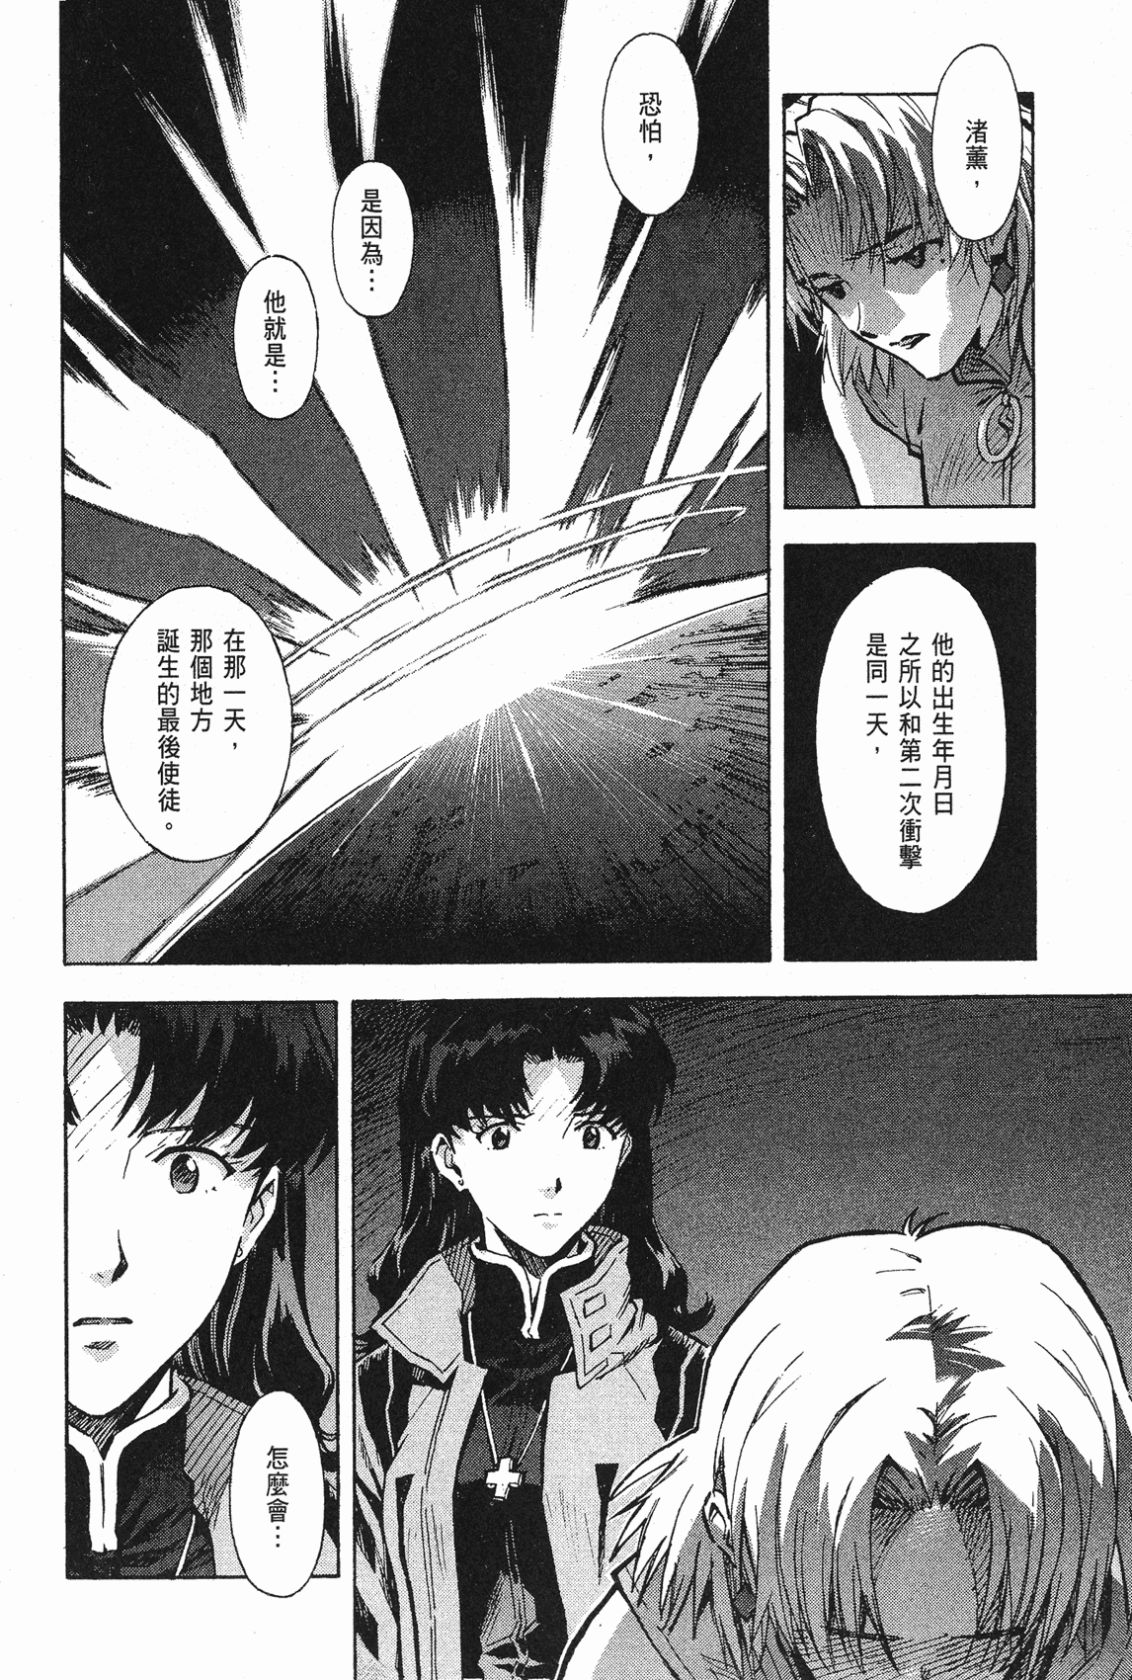 渚薰，
他的出生年月日
之所以和第二次衝擊
是同一天，
恐怕，
是因為…
他就是…
在那一天，
那個地方
誕生的最後使徒。
怎麼會…